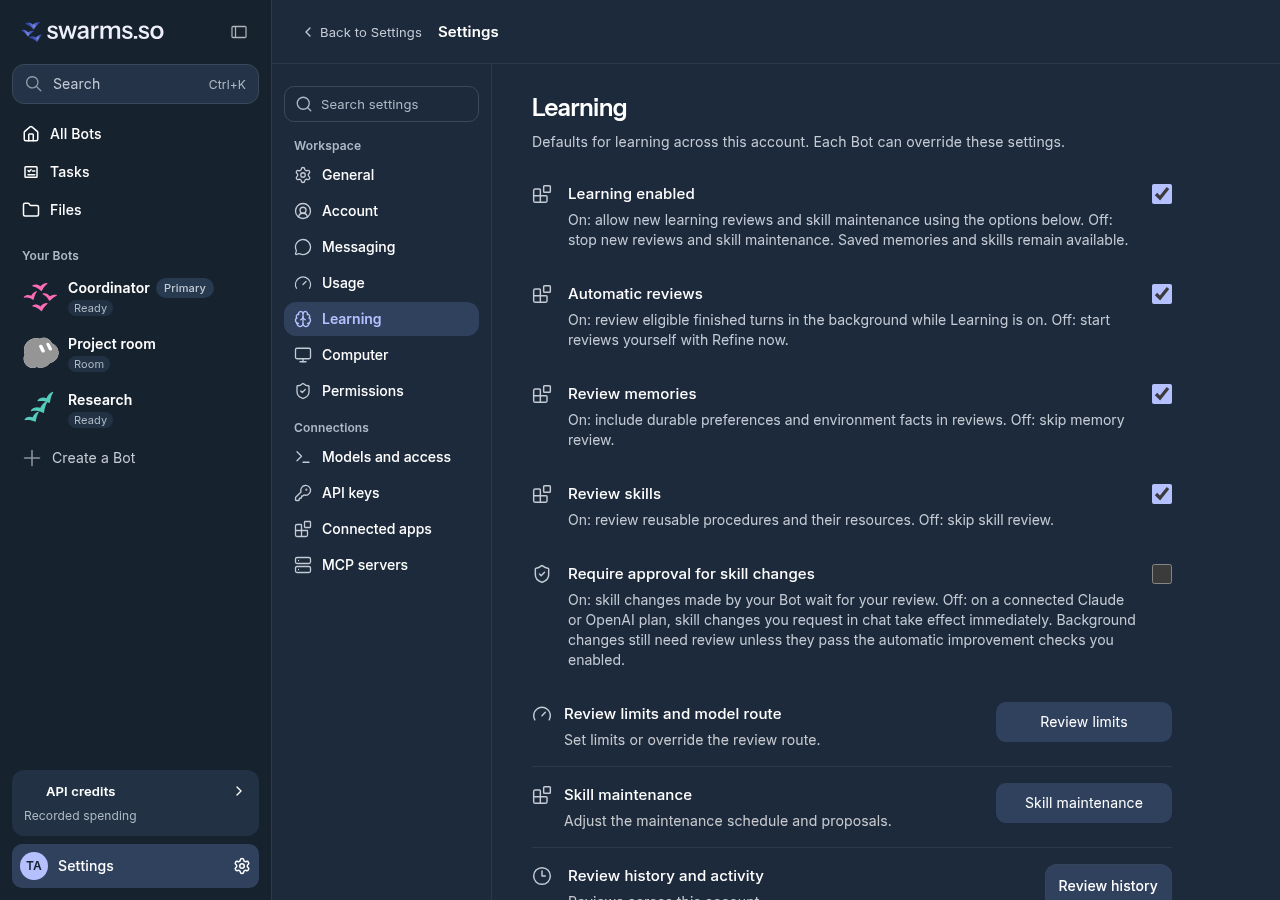 swarms.so
Search Ctrl+K
All Bots
Tasks
Files
Your Bots
Coordinator Primary
Ready
Project room
Room
Research
Ready
Create a Bot
API credits
Recorded spending
TA Settings
Back to Settings Settings
Search settings
Workspace
General
Account
Messaging
Usage
Learning
Computer
Permissions
Connections
Models and access
API keys
Connected apps
MCP servers
Learning
Defaults for learning across this account. Each Bot can override these settings.
Learning enabled
On: allow new learning reviews and skill maintenance using the options below. Off:
stop new reviews and skill maintenance. Saved memories and skills remain available.
Automatic reviews
On: review eligible finished turns in the background while Learning is on. Off: start
reviews yourself with Refine now.
Review memories
On: include durable preferences and environment facts in reviews. Off: skip memory
review.
Review skills
On: review reusable procedures and their resources. Off: skip skill review.
Require approval for skill changes
On: skill changes made by your Bot wait for your review. Off: on a connected Claude
or OpenAI plan, skill changes you request in chat take effect immediately. Background
changes still need review unless they pass the automatic improvement checks you
enabled.
Review limits and model route
Set limits or override the review route.
Review limits
Skill maintenance
Adjust the maintenance schedule and proposals.
Skill maintenance
Review history and activity
Reviews across this account.
Review history